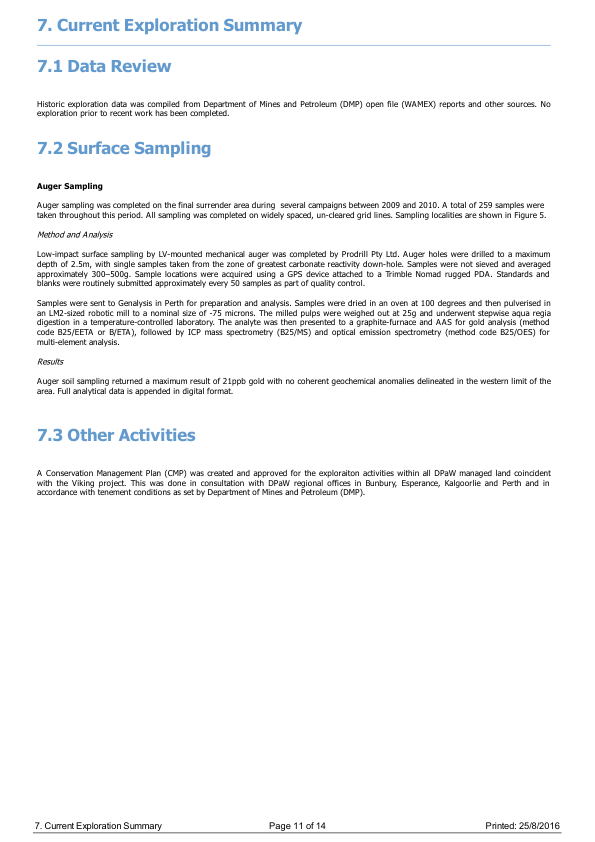 7. Current Exploration Summary
7.1 Data Review
Historic exploration data was compiled from Department of Mines and Petroleum (DMP) open file (WAMEX) reports and other sources. No
exploration prior to recent work has been completed.
7.2 Surface Sampling
Auger Sampling
Auger sampling was completed on the final surrender area during  several campaigns between 2009 and 2010. A total of 259 samples were
taken throughout this period. All sampling was completed on widely spaced, un-cleared grid lines. Sampling localities are shown in Figure 5.
Method and Analysis
Low-impact surface sampling by LV-mounted mechanical auger was completed by Prodrill Pty Ltd. Auger holes were drilled to a maximum
depth of 2.5m, with single samples taken from the zone of greatest carbonate reactivity down-hole. Samples were not sieved and averaged
approximately 300–500g. Sample locations were acquired using a GPS device attached to a Trimble Nomad rugged PDA. Standards and
blanks were routinely submitted approximately every 50 samples as part of quality control.
Samples were sent to Genalysis in Perth for preparation and analysis. Samples were dried in an oven at 100 degrees and then pulverised in
an LM2-sized robotic mill to a nominal size of -75 microns. The milled pulps were weighed out at 25g and underwent stepwise aqua regia
digestion in a temperature-controlled laboratory. The analyte was then presented to a graphite-furnace and AAS for gold analysis (method
code B25/EETA or B/ETA), followed by ICP mass spectrometry (B25/MS) and optical emission spectrometry (method code B25/OES) for
multi-element analysis.
Results
Auger soil sampling returned a maximum result of 21ppb gold with no coherent geochemical anomalies delineated in the western limit of the
area. Full analytical data is appended in digital format.
7.3 Other Activities
A Conservation Management Plan (CMP) was created and approved for the exploraiton activities within all DPaW managed land coincident
with the Viking project. This was done in consultation with DPaW regional offices in Bunbury, Esperance, Kalgoorlie and Perth and in
accordance with tenement conditions as set by Department of Mines and Petroleum (DMP).
7. Current Exploration Summary
Page 11 of 14
Printed: 25/8/2016